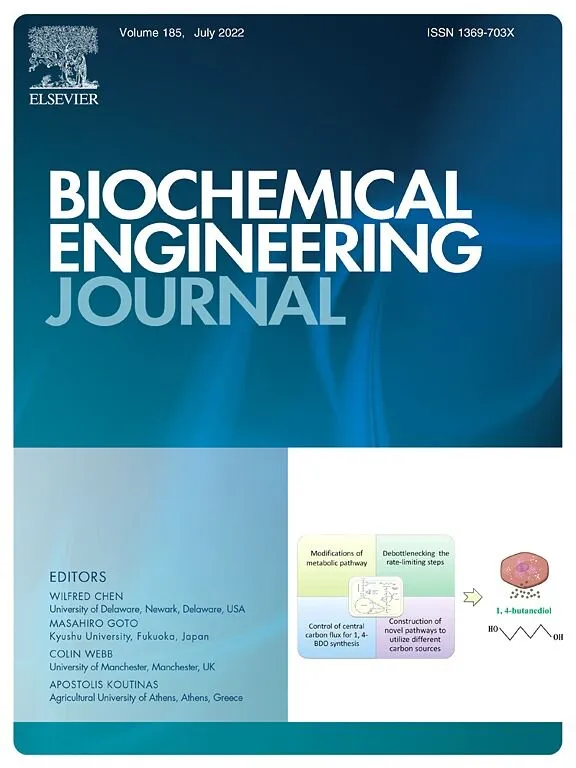 Volume 185, July 2022
ISSN 1369-703X
ELSEVIER
BIOCHEMICAL
ENGINEERING
JOURNAL
EDITORS
WILFRED CHEN
University of Delaware, Newark, Delaware, USA
MASAHIRO GOTO
Kyushu University, Fukuoka, Japan
COLIN WEBB
University of Manchester, Manchester, UK
APOSTOLIS KOUTINAS
Agricultural University of Athens, Athens, Greece
Modifications of
metabolic pathway
Debottlenecking the
rate-limiting steps
Control of central
carbon flux for 1, 4-
BDO synthesis
Construction of
novel pathways to
utilize different
carbon sources
1, 4-butanediol
HO
OH